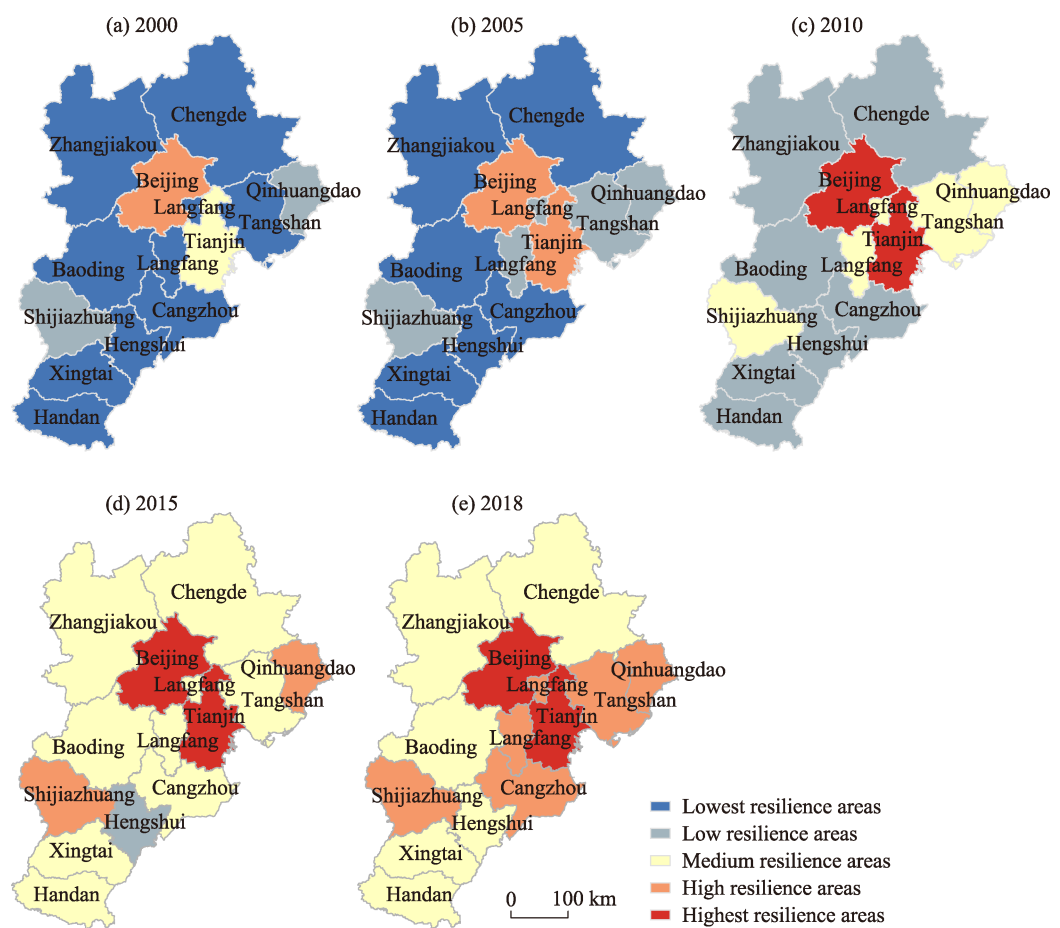 (a) 2000
Chengde
Zhangjiakou
Beijing
Qinhuangdao
Langfang
Tangshan
Tianjin
Langfang
Baoding
Cangzhou
Shijiazhuang
Hengshui
Xingtai
Handan
(b) 2005
Chengde
Zhangjiakou
Beijing
Qinhuangdao
Langfang
Tangshan
Tianjin
Langfang
Baoding
Cangzhou
Shijiazhuang
Hengshui
Xingtai
Handan
(c) 2010
Chengde
Zhangjiakou
Beijing
Qinhuangdao
Langfang
Tangshan
Tianjin
Langfang
Baoding
Cangzhou
Shijiazhuang
Hengshui
Xingtai
Handan
(d) 2015
Chengde
Zhangjiakou
Beijing
Qinhuangdao
Langfang
Tangshan
Tianjin
Langfang
Baoding
Cangzhou
Shijiazhuang
Hengshui
Xingtai
Handan
(e) 2018
Chengde
Zhangjiakou
Beijing
Qinhuangdao
Langfang
Tangshan
Tianjin
Langfang
Baoding
Cangzhou
Shijiazhuang
Hengshui
Xingtai
Handan
0 100 km
Lowest resilience areas
Low resilience areas
Medium resilience areas
High resilience areas
Highest resilience areas